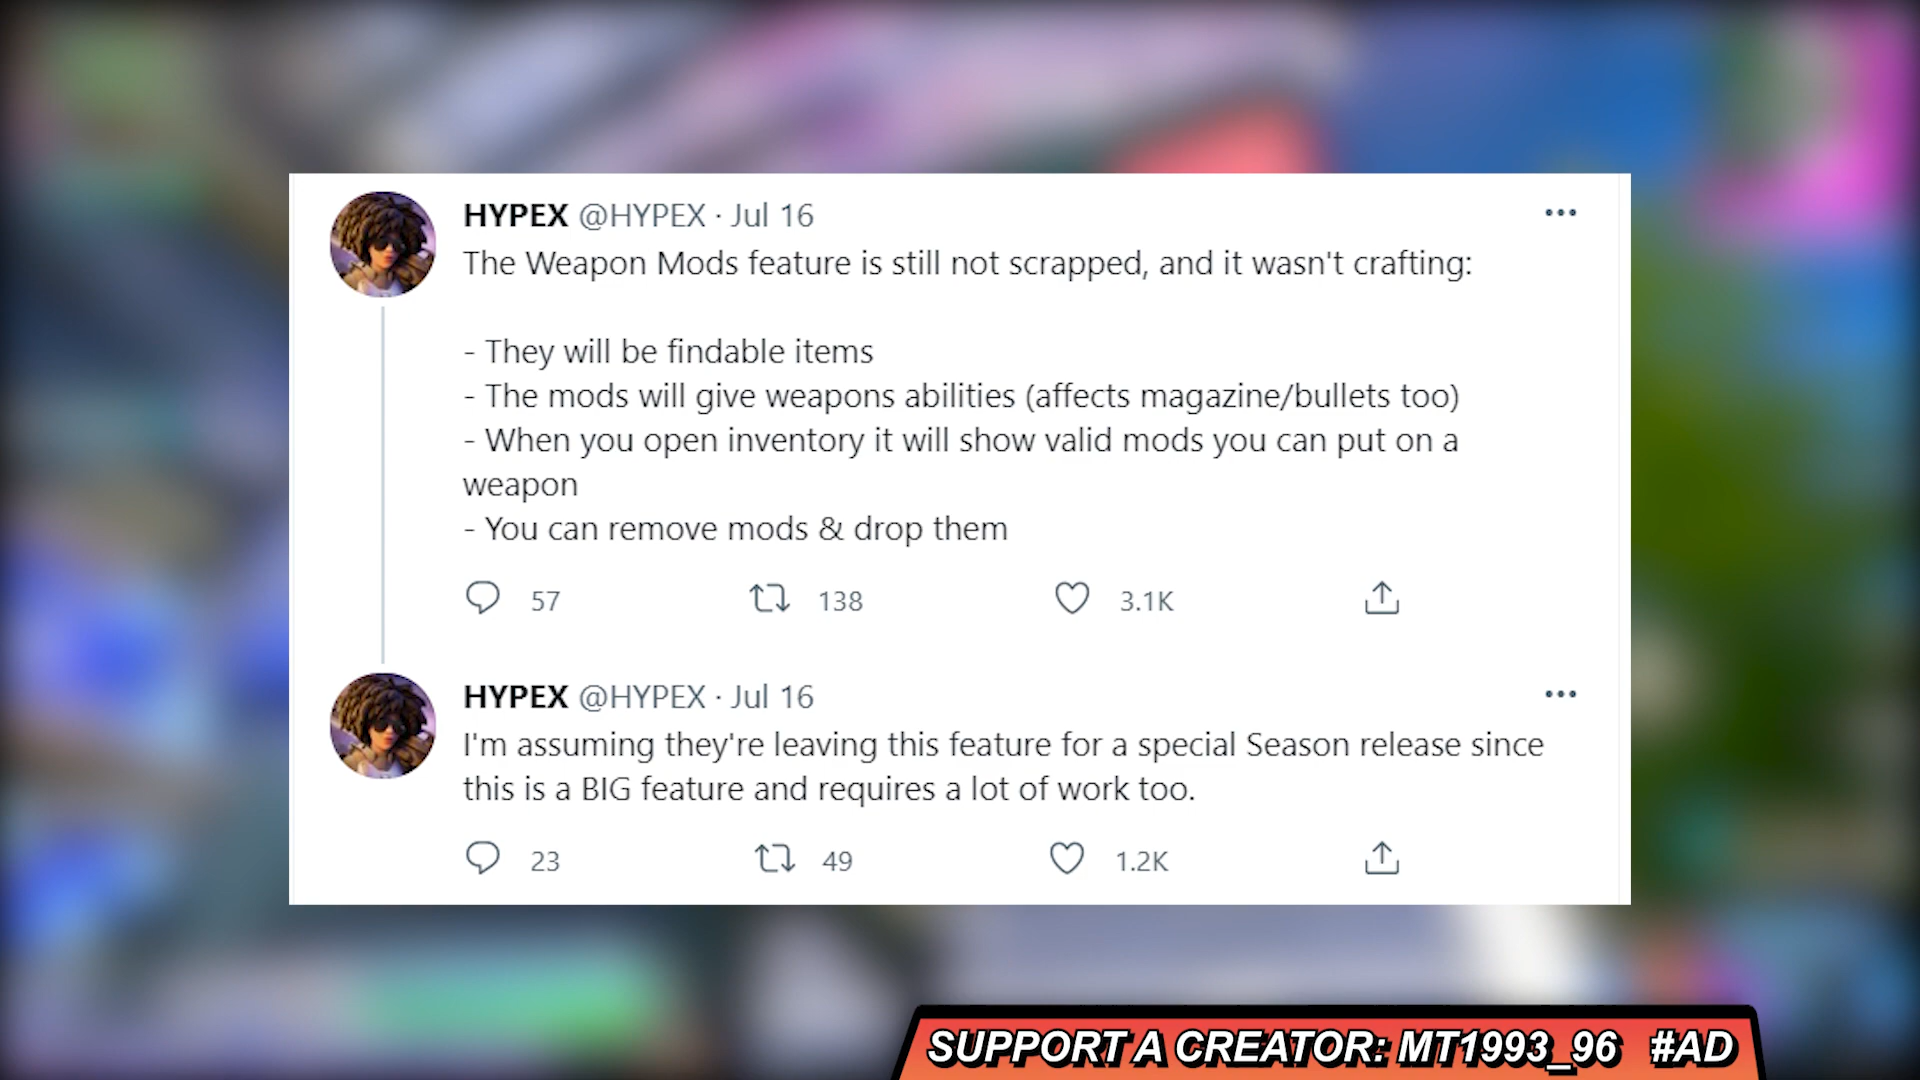 HYPEX @HYPEX · Jul 16
The Weapon Mods feature is still not scrapped, and it wasn't crafting:
- They will be findable items
- The mods will give weapons abilities (affects magazine/bullets too)
- When you open inventory it will show valid mods you can put on a
weapon
- You can remove mods & drop them
57 138 3.1K
HYPEX @HYPEX · Jul 16
I'm assuming they're leaving this feature for a special Season release since
this is a BIG feature and requires a lot of work too.
23 49 1.2K
SUPPORT A CREATOR: MT1993_96 #AD